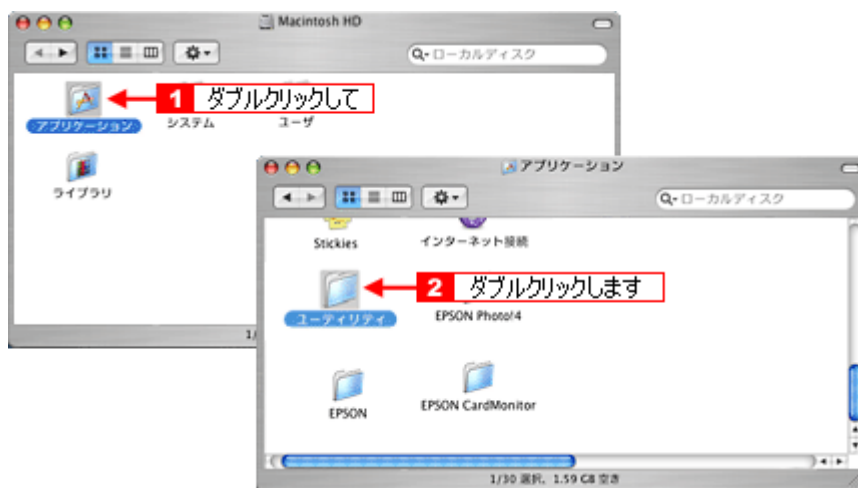 Macintosh HD
ローカルディスク
1 ダブルクリックして
アプリケーション
システム
ユーザ
ライブラリ
アプリケーション
ローカルディスク
Stickies
インターネット接続
2 ダブルクリックします
ユーティリティ
EPSON Photo!4
EPSON
EPSON CardMonitor
1/30 選択、1.59 GB 空き